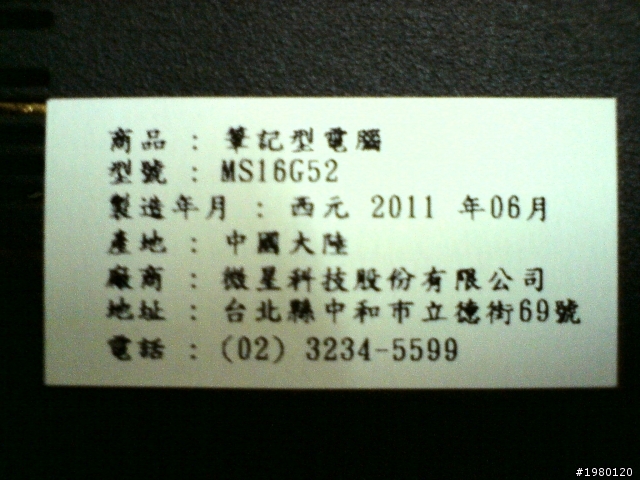 商品 : 筆記型電腦
型號 : MS16G52
製造年月 : 西元 2011 年06月
產地 : 中國大陸
廠商 : 微星科技股份有限公司
地址 : 台北縣中和市立德街69號
電話 : (02) 3234-5599
#1980120